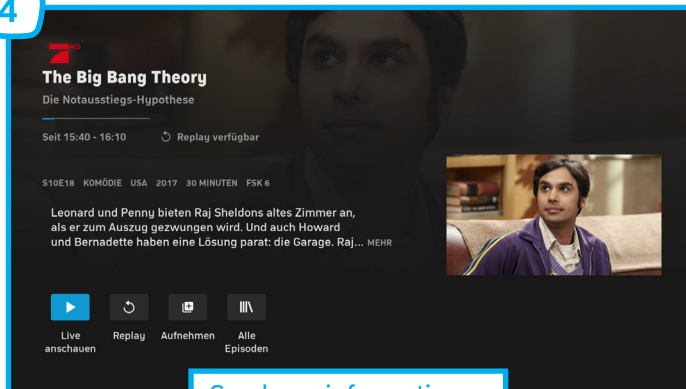 4
HD
The Big Bang Theory
Die Notausstiegs-Hypothese
Seit 15:40 - 16:10 Replay verfügbar
S10E18 KOMÖDIE USA 2017 30 MINUTEN FSK 6
Leonard und Penny bieten Raj Sheldons altes Zimmer an,
als er zum Auszug gezwungen wird. Und auch Howard
und Bernadette haben eine Lösung parat: die Garage. Raj... MEHR
Live
anschauen
Replay
Aufnehmen
Alle
Episoden